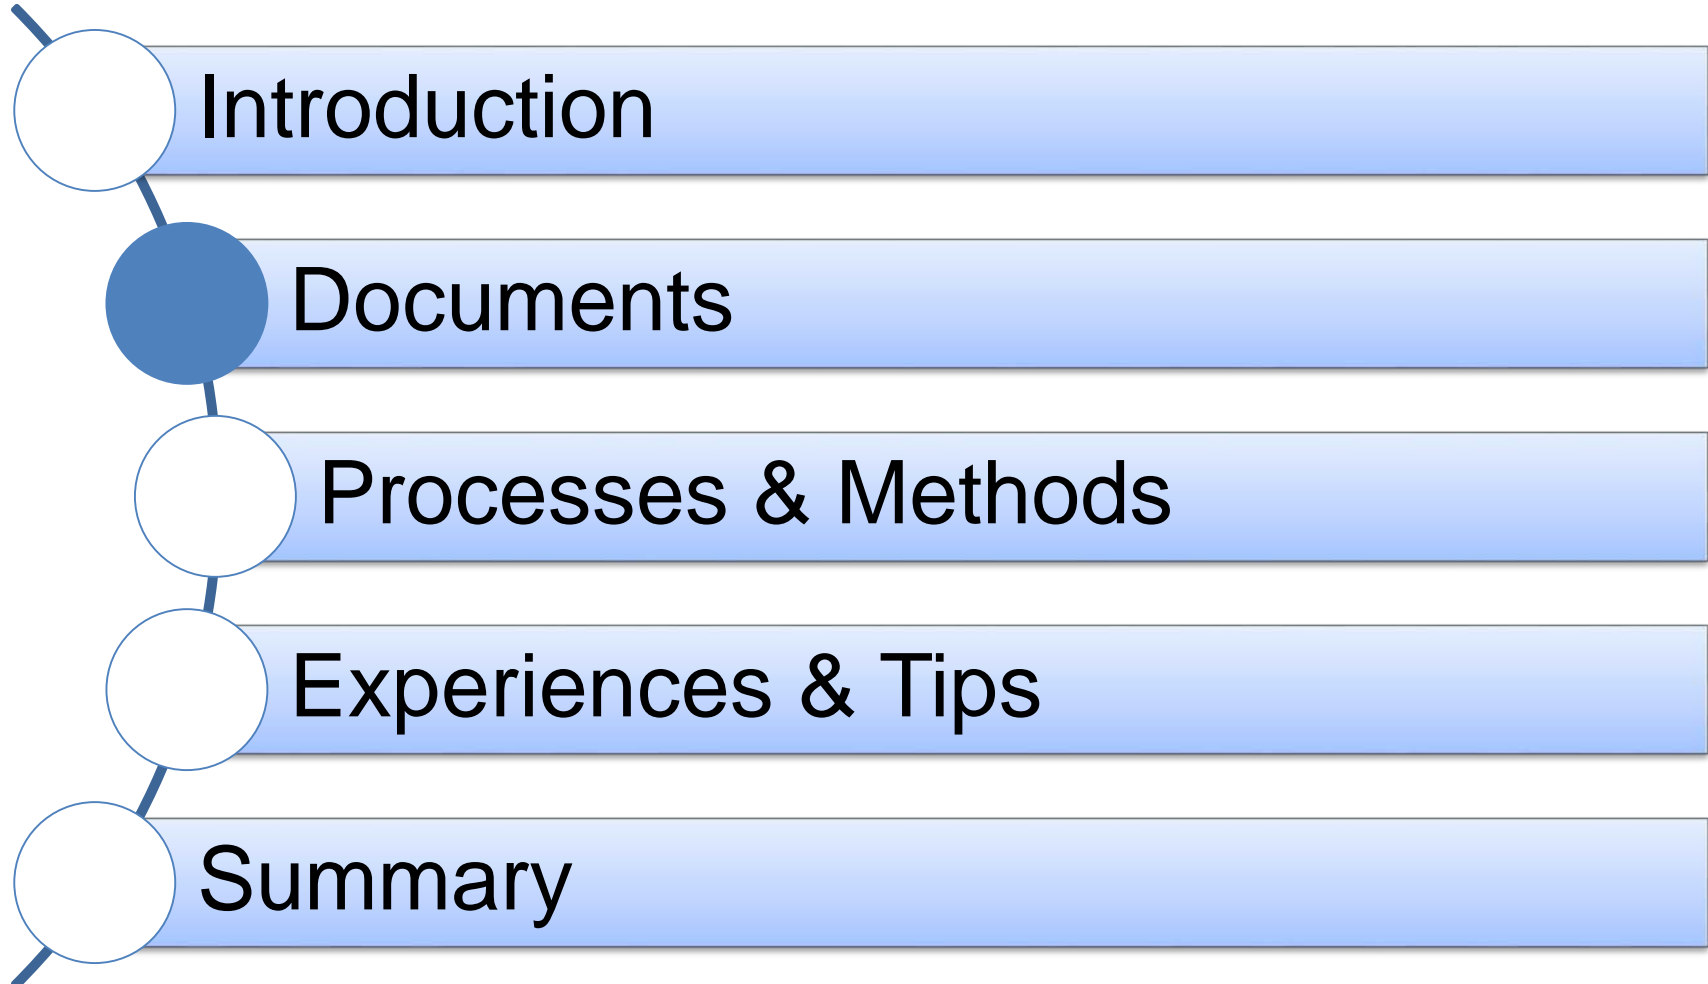 Introduction
Documents
Processes & Methods
Experiences & Tips
Summary